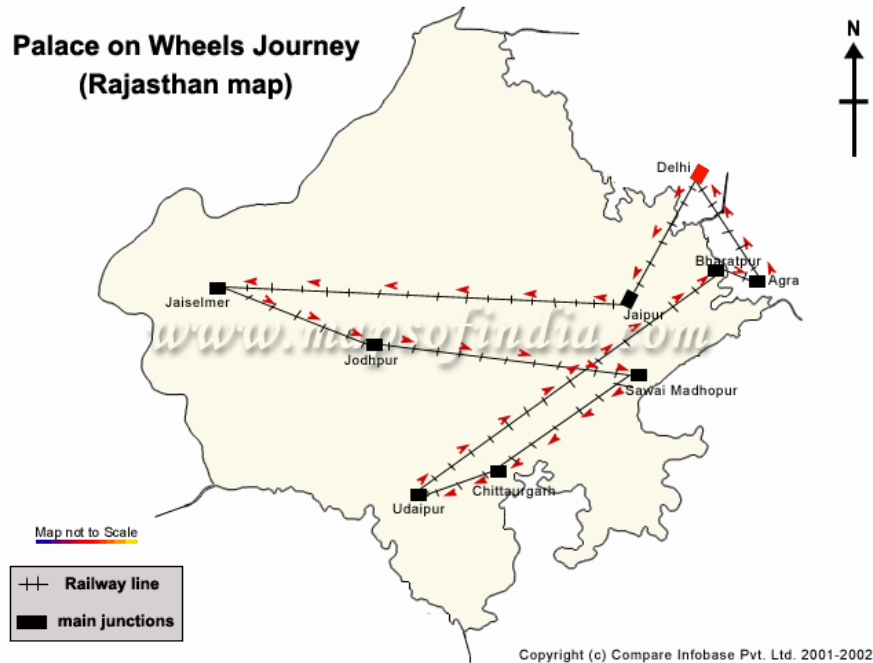 Palace on Wheels Journey
(Rajasthan map)
N
Delhi
Bharatpur
Agra
Jaiselmer
Jaipur
www.mapsofindia.com
Jodhpur
Sawai Madhopur
Chittaurgarh
Udaipur
Map not to Scale
Railway line
main junctions
Copyright (c) Compare Infobase Pvt. Ltd. 2001-2002